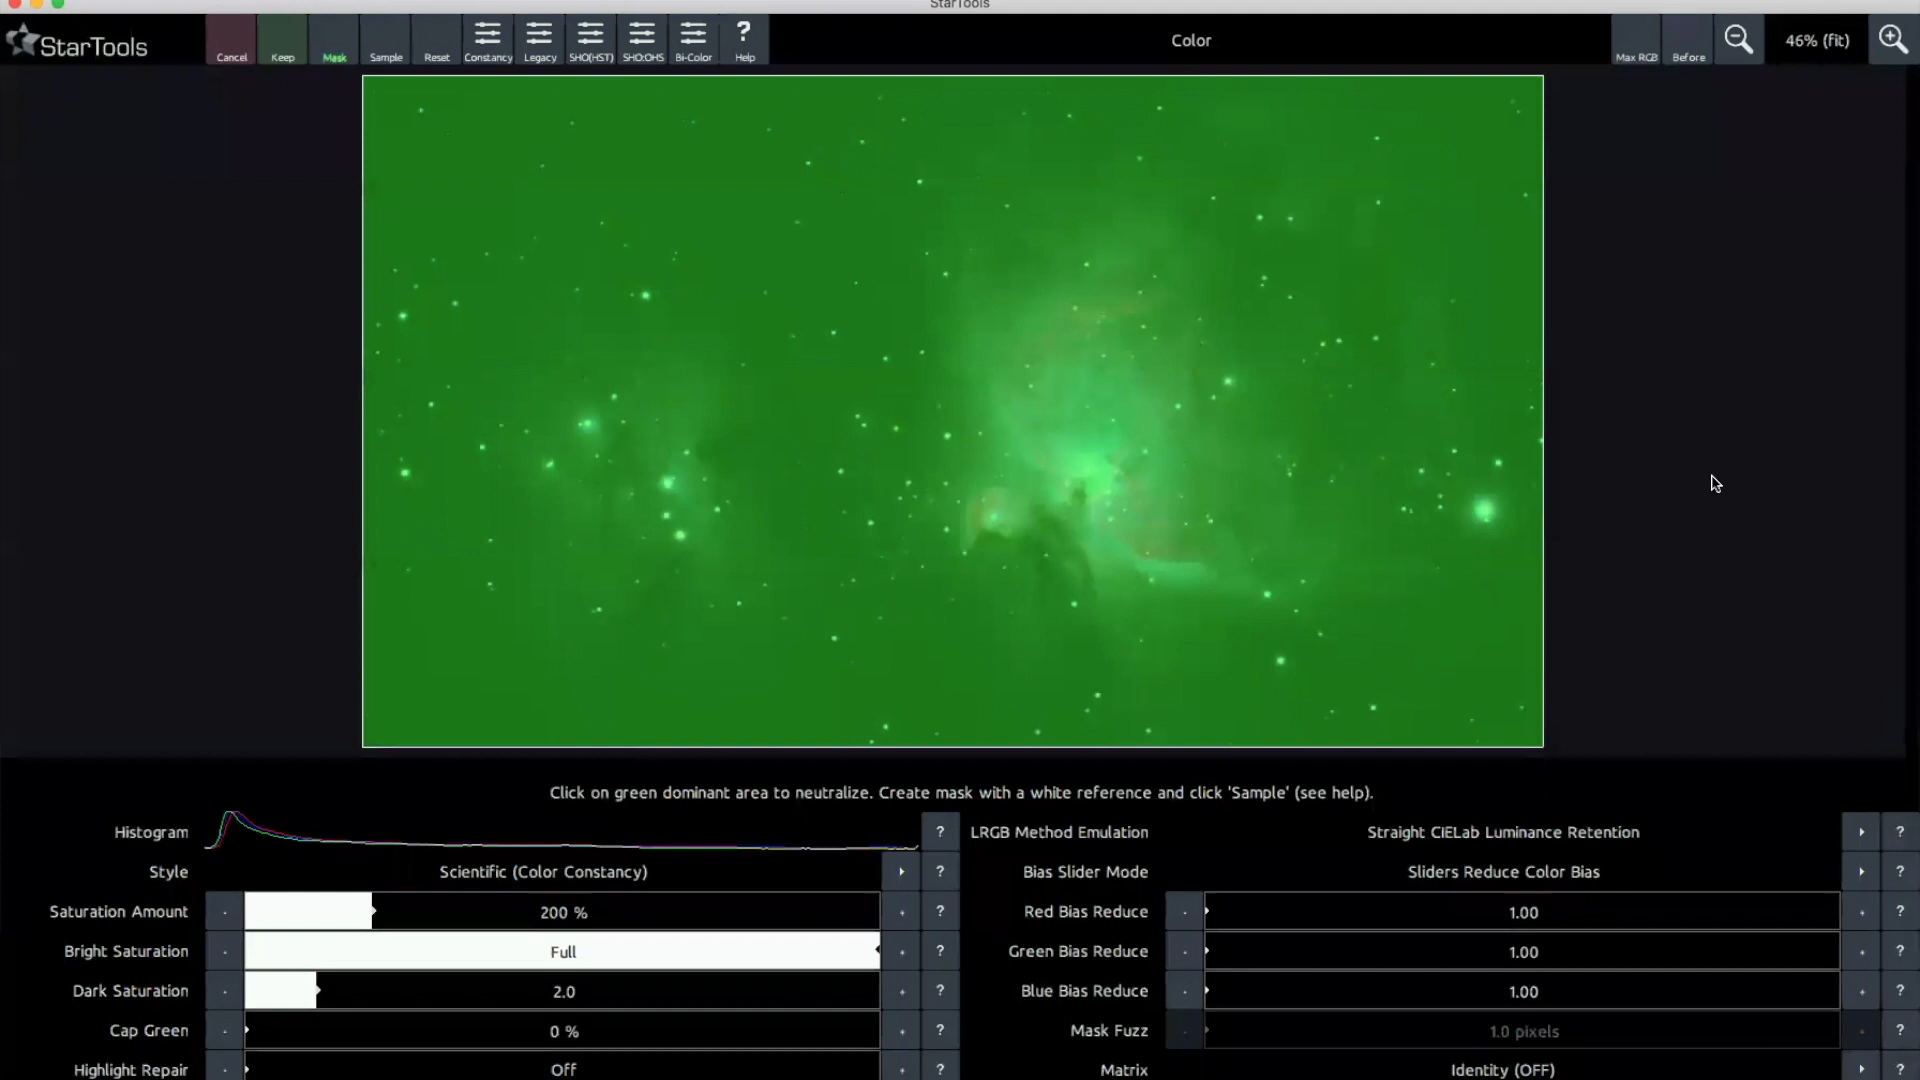 StarTools
StarTools
Cancel
Keep
Mask
Sample
Reset
Constancy
Legacy
SHO(HST)
SHO:OHS
Bi-Color
?
Help
Color
Max RGB
Before
46% (fit)
Click on green dominant area to neutralize. Create mask with a white reference and click 'Sample' (see help).
Histogram ?
LRGB Method Emulation Straight CIELab Luminance Retention ?
Style Scientific (Color Constancy) ?
Bias Slider Mode Sliders Reduce Color Bias ?
Saturation Amount - 200 % + ?
Red Bias Reduce - 1.00 + ?
Bright Saturation - Full + ?
Green Bias Reduce - 1.00 + ?
Dark Saturation - 2.0 + ?
Blue Bias Reduce - 1.00 + ?
Cap Green - 0 % + ?
Mask Fuzz - 1.0 pixels + ?
Highlight Repair - Off + ?
Matrix Identity (OFF) ?